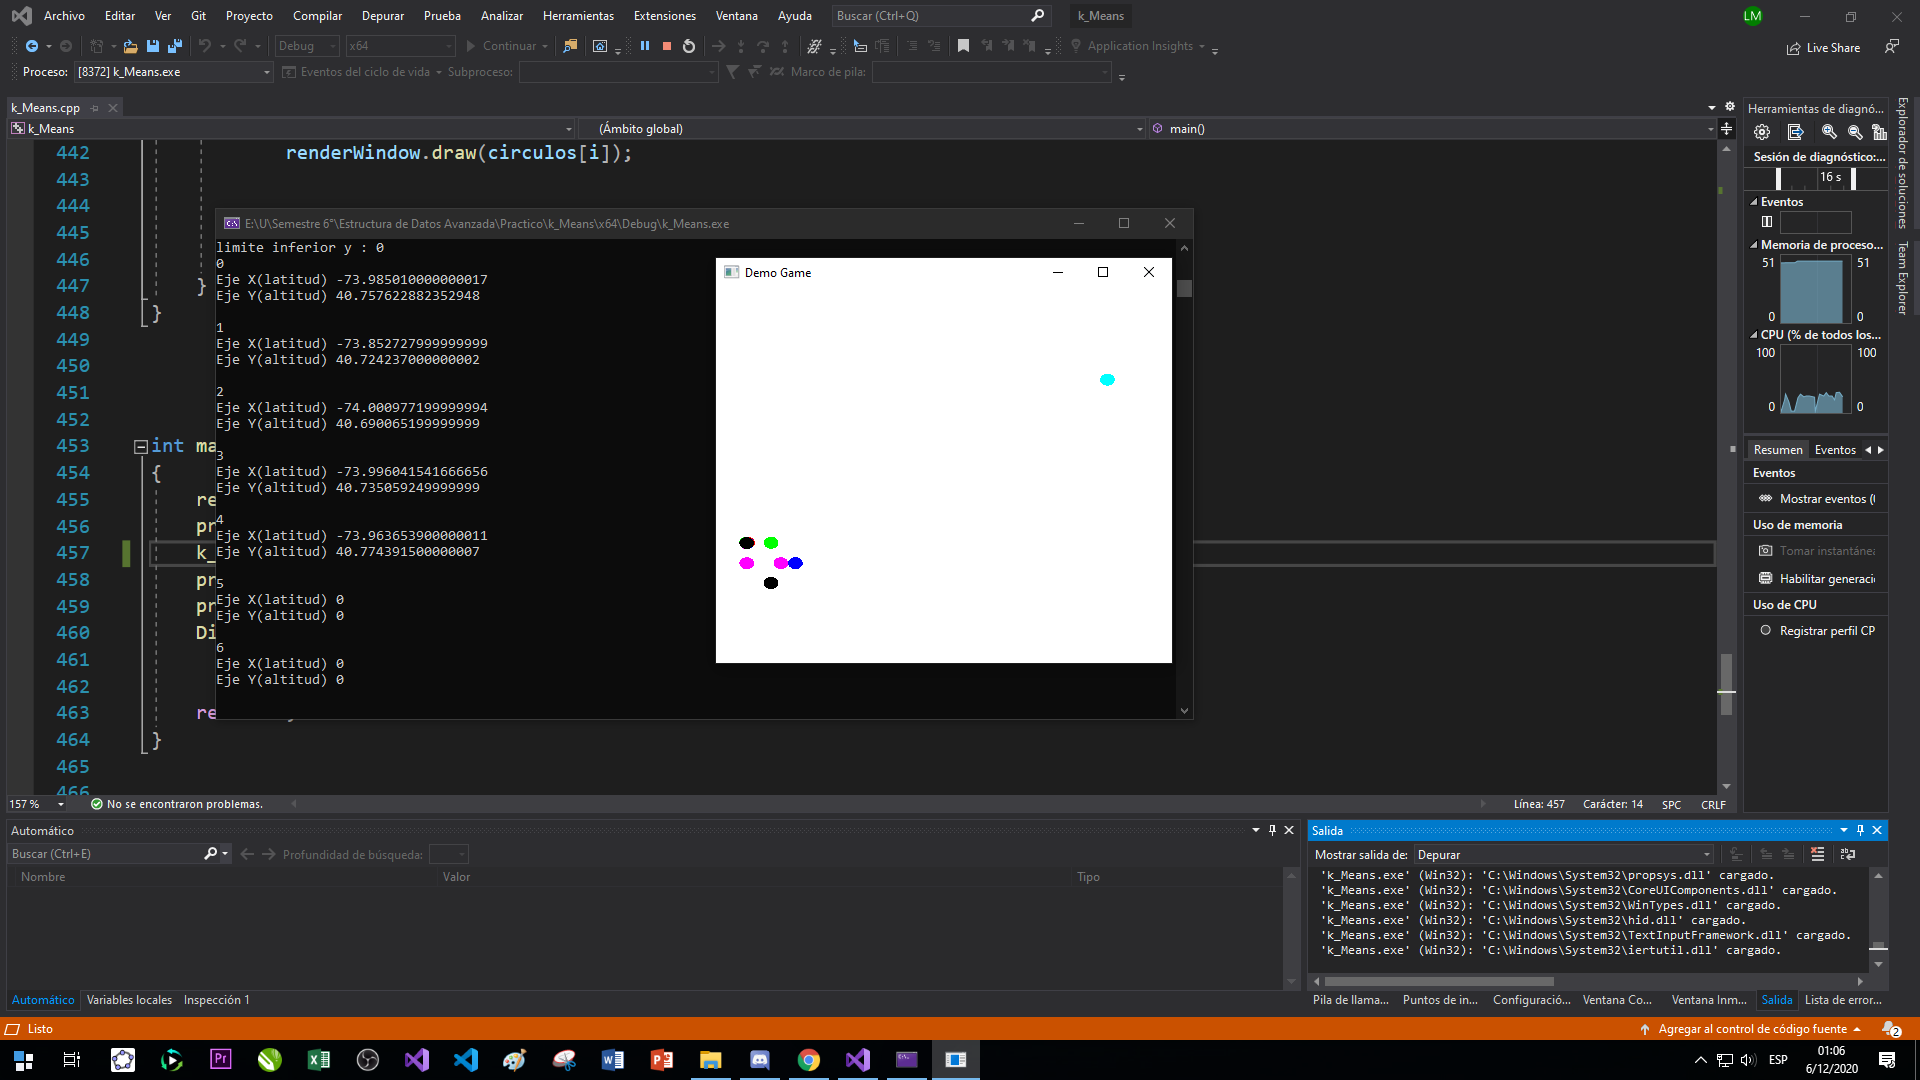 Archivo Editar Ver Git Proyecto Compilar Depurar Prueba Analizar Herramientas Extensiones Ventana Ayuda Buscar (Ctrl+Q) k_Means LM
Debug x64 Continuar Application Insights Live Share
Proceso: [8372] k_Means.exe Eventos del ciclo de vida Subproceso: Marco de pila:
k_Means.cpp
k_Means (Ámbito global) main()
442 renderWindow.draw(circulos[i]);
443
444
445
446
447 }
448 }
449
450
451
452
453 int ma
454 {
455 re
456 pr
457 k_
458 pr
459 pr
460 Di
461
462
463 re
464 }
465
466
E:\U\Semestre 6°\Estructura de Datos Avanzada\Practico\k_Means\x64\Debug\k_Means.exe
limite inferior y : 0
0
Eje X(latitud) -73.985010000000017
Eje Y(altitud) 40.757622882352948
1
Eje X(latitud) -73.852727999999999
Eje Y(altitud) 40.724237000000002
2
Eje X(latitud) -74.000977199999994
Eje Y(altitud) 40.690065199999999
3
Eje X(latitud) -73.996041541666656
Eje Y(altitud) 40.735059249999999
4
Eje X(latitud) -73.963653900000011
Eje Y(altitud) 40.774391500000007
5
Eje X(latitud) 0
Eje Y(altitud) 0
6
Eje X(latitud) 0
Eje Y(altitud) 0
Demo Game
Herramientas de diagnó...
Sesión de diagnóstico:...
16 s
Eventos
Memoria de proceso...
51 51
0 0
CPU (% de todos los...
100 100
0 0
Resumen Eventos
Eventos
Mostrar eventos (
Uso de memoria
Tomar instantánea
Habilitar generaci
Uso de CPU
Registrar perfil CP
Explorador de soluciones
Team Explorer
157 % No se encontraron problemas. Línea: 457 Carácter: 14 SPC CRLF
Automático
Buscar (Ctrl+E) Profundidad de búsqueda:
Nombre Valor Tipo
Automático Variables locales Inspección 1
Salida
Mostrar salida de: Depurar
'k_Means.exe' (Win32): 'C:\Windows\System32\propsys.dll' cargado.
'k_Means.exe' (Win32): 'C:\Windows\System32\CoreUIComponents.dll' cargado.
'k_Means.exe' (Win32): 'C:\Windows\System32\WinTypes.dll' cargado.
'k_Means.exe' (Win32): 'C:\Windows\System32\hid.dll' cargado.
'k_Means.exe' (Win32): 'C:\Windows\System32\TextInputFramework.dll' cargado.
'k_Means.exe' (Win32): 'C:\Windows\System32\iertutil.dll' cargado.
Pila de llama... Puntos de in... Configuració... Ventana Co... Ventana Inm... Salida Lista de error...
Listo Agregar al control de código fuente 2
Pr ESP 01:06
6/12/2020